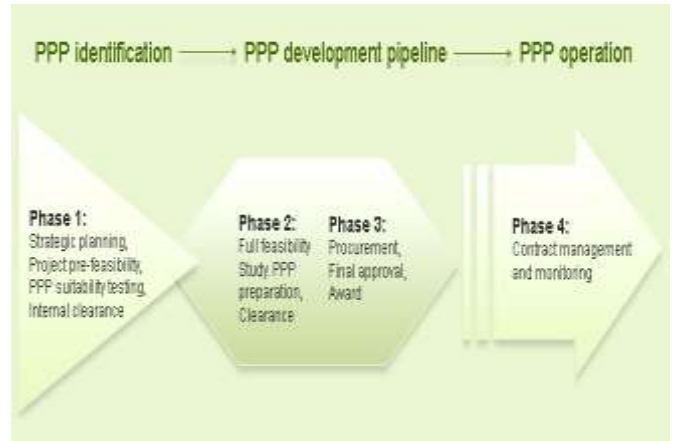 PPP identification → PPP development pipeline → PPP operation
Phase 1:
Strategic planning,
Project pre-feasibility,
PPP suitability testing,
Internal clearance
Phase 2:
Full feasibility
Study PPP
preparation,
Clearance
Phase 3:
Procurement,
Final approval,
Award
Phase 4:
Contract management
and monitoring